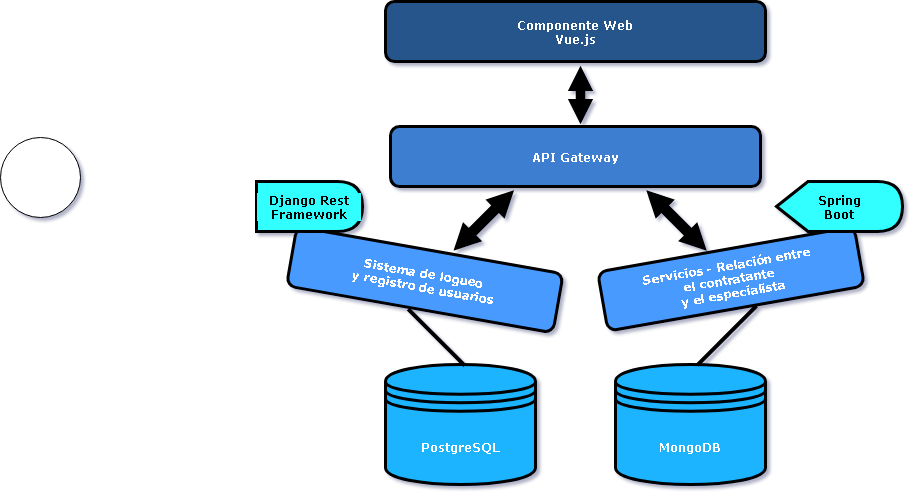 Componente Web
Vue.js
API Gateway
Django Rest
Framework
Spring
Boot
Sistema de logueo
y registro de usuarios
Servicios - Relación entre
el contratante
y el especialista
PostgreSQL
MongoDB